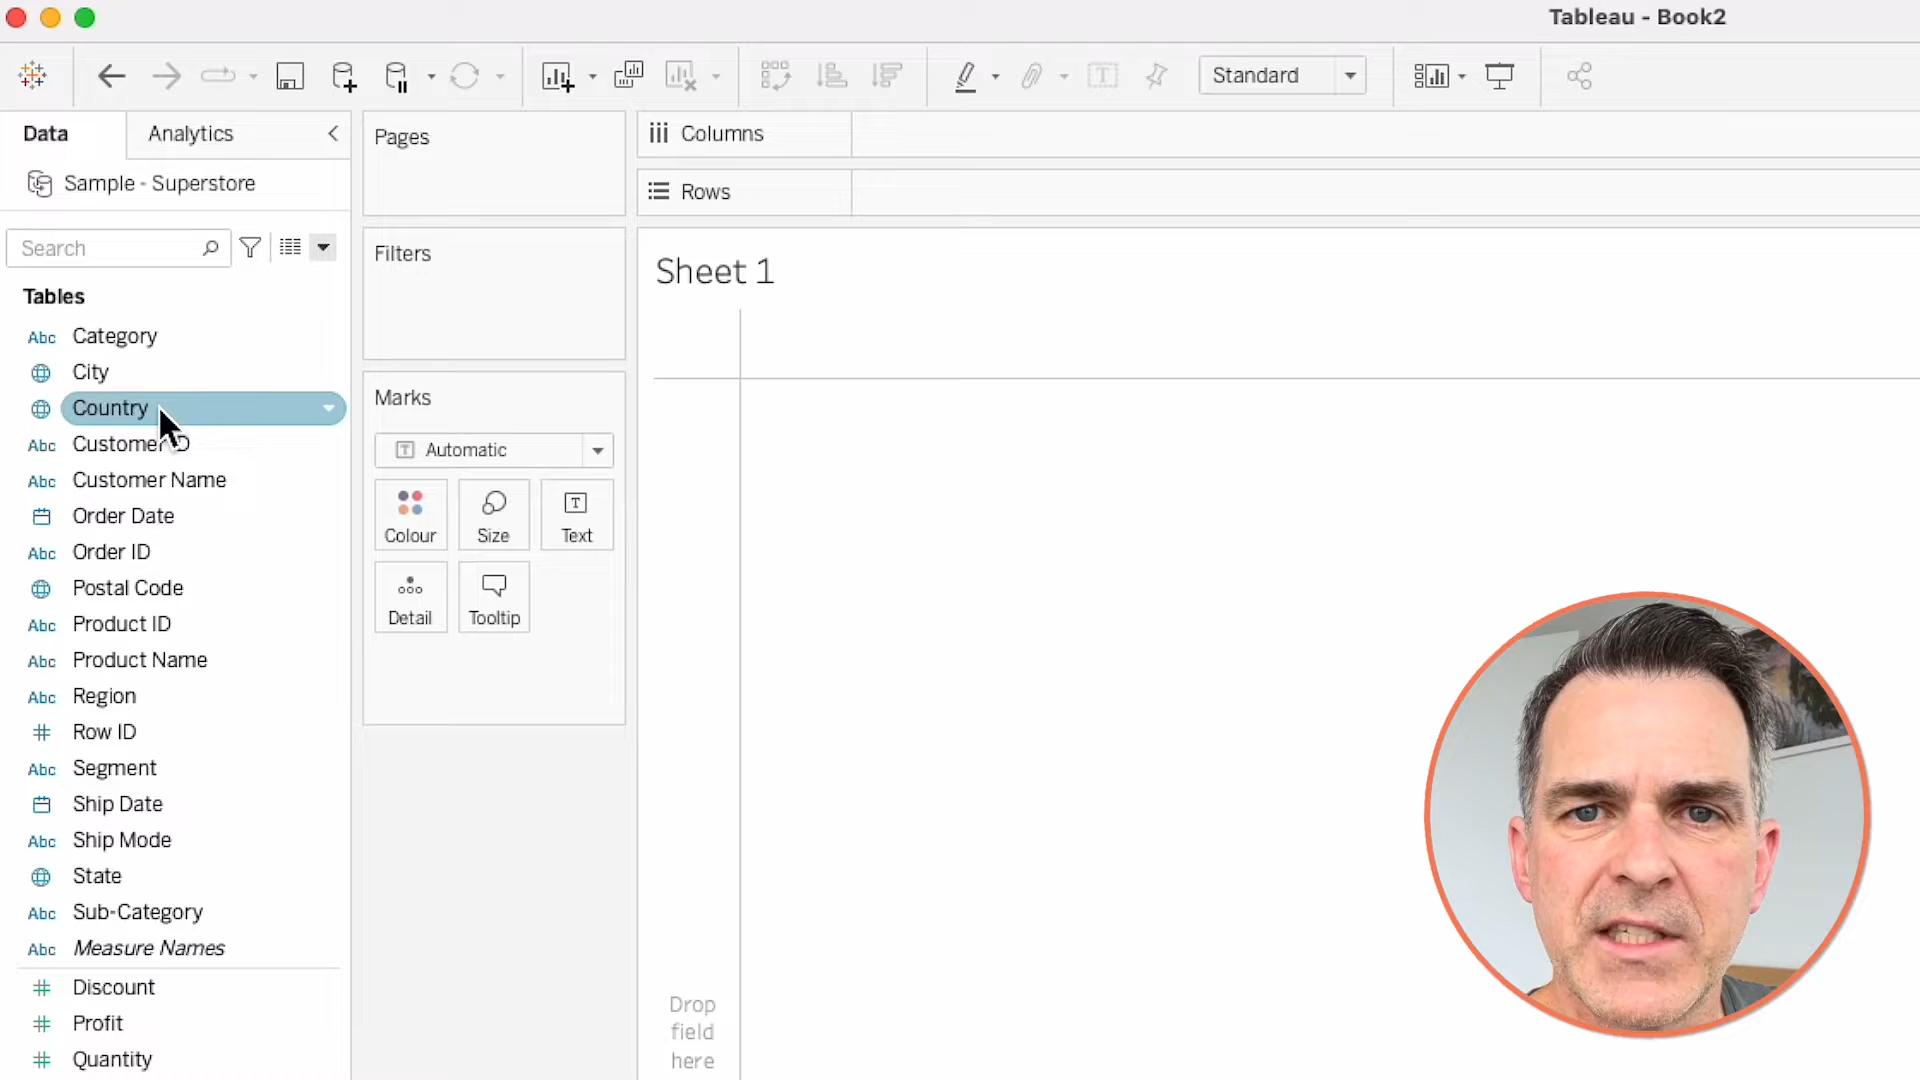 Tableau - Book2
Standard
Data
Analytics
Pages
Columns
Sample - Superstore
Rows
Search
Filters
Sheet 1
Tables
Abc Category
City
Country
Abc Customer ID
Abc Customer Name
Order Date
Abc Order ID
Postal Code
Abc Product ID
Abc Product Name
Abc Region
Row ID
Abc Segment
Ship Date
Abc Ship Mode
State
Abc Sub-Category
Abc Measure Names
Discount
Profit
Quantity
Marks
Automatic
Colour
Size
Text
Detail
Tooltip
Drop
field
here